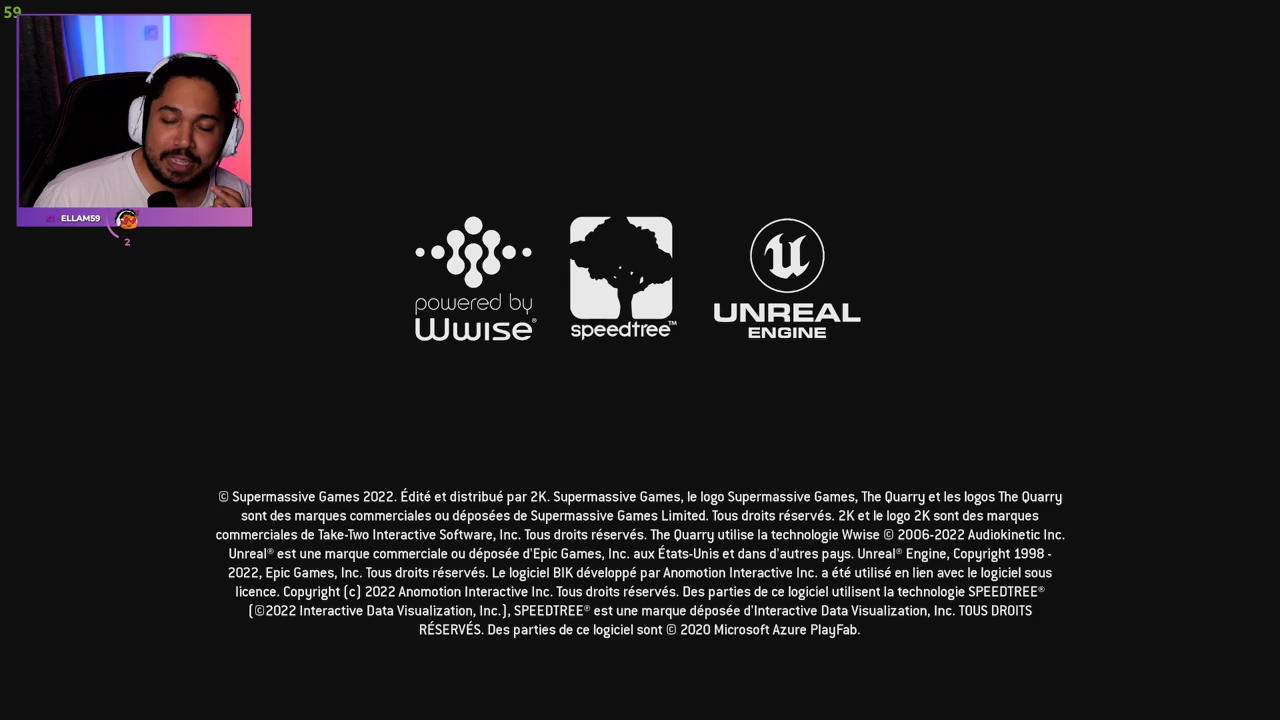 59
ELLAM59
2
powered by
Wwise®
speedtree™
UNREAL
ENGINE
© Supermassive Games 2022. Édité et distribué par 2K. Supermassive Games, le logo Supermassive Games, The Quarry et les logos The Quarry
sont des marques commerciales ou déposées de Supermassive Games Limited. Tous droits réservés. 2K et le logo 2K sont des marques
commerciales de Take-Two Interactive Software, Inc. Tous droits réservés. The Quarry utilise la technologie Wwise © 2006-2022 Audiokinetic Inc.
Unreal® est une marque commerciale ou déposée d'Epic Games, Inc. aux États-Unis et dans d'autres pays. Unreal® Engine, Copyright 1998 -
2022, Epic Games, Inc. Tous droits réservés. Le logiciel BIK développé par Anomotion Interactive Inc. a été utilisé en lien avec le logiciel sous
licence. Copyright (c) 2022 Anomotion Interactive Inc. Tous droits réservés. Des parties de ce logiciel utilisent la technologie SPEEDTREE®
(©2022 Interactive Data Visualization, Inc.), SPEEDTREE® est une marque déposée d'Interactive Data Visualization, Inc. TOUS DROITS
RÉSERVÉS. Des parties de ce logiciel sont © 2020 Microsoft Azure PlayFab.